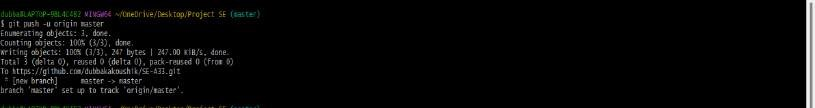 dubba@LAPTOP-9BL4C482 MINGW64 ~/OneDrive/Desktop/Project SE (master)
$ git push -u origin master
Enumerating objects: 3, done.
Counting objects: 100% (3/3), done.
Writing objects: 100% (3/3), 247 bytes | 247.00 KiB/s, done.
Total 3 (delta 0), reused 0 (delta 0), pack-reused 0 (from 0)
To https://github.com/dubbakakoushik/SE-A33.git
 * [new branch]      master -> master
branch 'master' set up to track 'origin/master'.